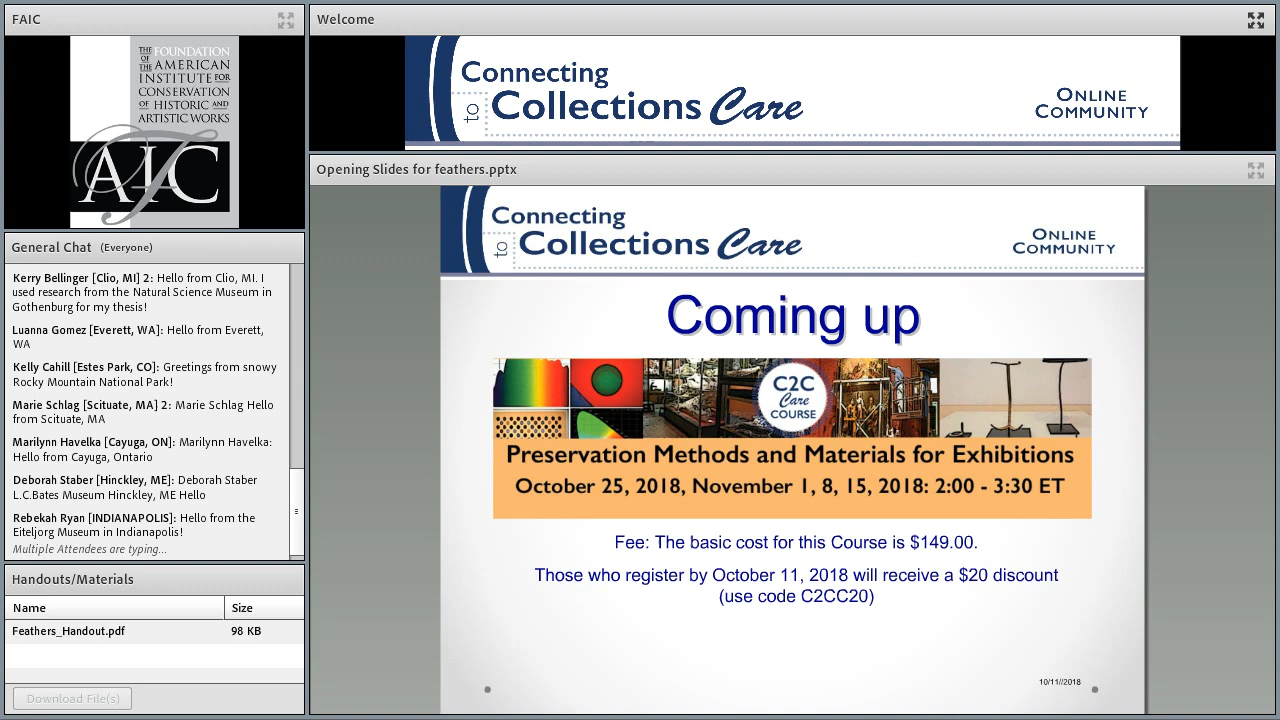 FAIC
THE FOUNDATION
OF THE AMERICAN
INSTITUTE FOR
CONSERVATION
OF HISTORIC AND
ARTISTIC WORKS
FAIC
General Chat (Everyone)
Kerry Bellinger [Clio, MI] 2: Hello from Clio, MI. I
used research from the Natural Science Museum in
Gothenburg for my thesis!
Luanna Gomez [Everett, WA]: Hello from Everett,
WA
Kelly Cahill [Estes Park, CO]: Greetings from snowy
Rocky Mountain National Park!
Marie Schlag [Scituate, MA] 2: Marie Schlag Hello
from Scituate, MA
Marilynn Havelka [Cayuga, ON]: Marilynn Havelka:
Hello from Cayuga, Ontario
Deborah Staber [Hinckley, ME]: Deborah Staber
L.C.Bates Museum Hinckley, ME Hello
Rebekah Ryan [INDIANAPOLIS]: Hello from the
Eiteljorg Museum in Indianapolis!
Multiple Attendees are typing...
Handouts/Materials
Name Size
Feathers_Handout.pdf 98 KB
Download File(s)
Welcome
Connecting
to Collections Care
ONLINE
COMMUNITY
Opening Slides for feathers.pptx
Connecting
to Collections Care
ONLINE
COMMUNITY
Coming up
C2C
Care
COURSE
Preservation Methods and Materials for Exhibitions
October 25, 2018, November 1, 8, 15, 2018: 2:00 - 3:30 ET
Fee: The basic cost for this Course is $149.00.
Those who register by October 11, 2018 will receive a $20 discount
(use code C2CC20)
10/11//2018